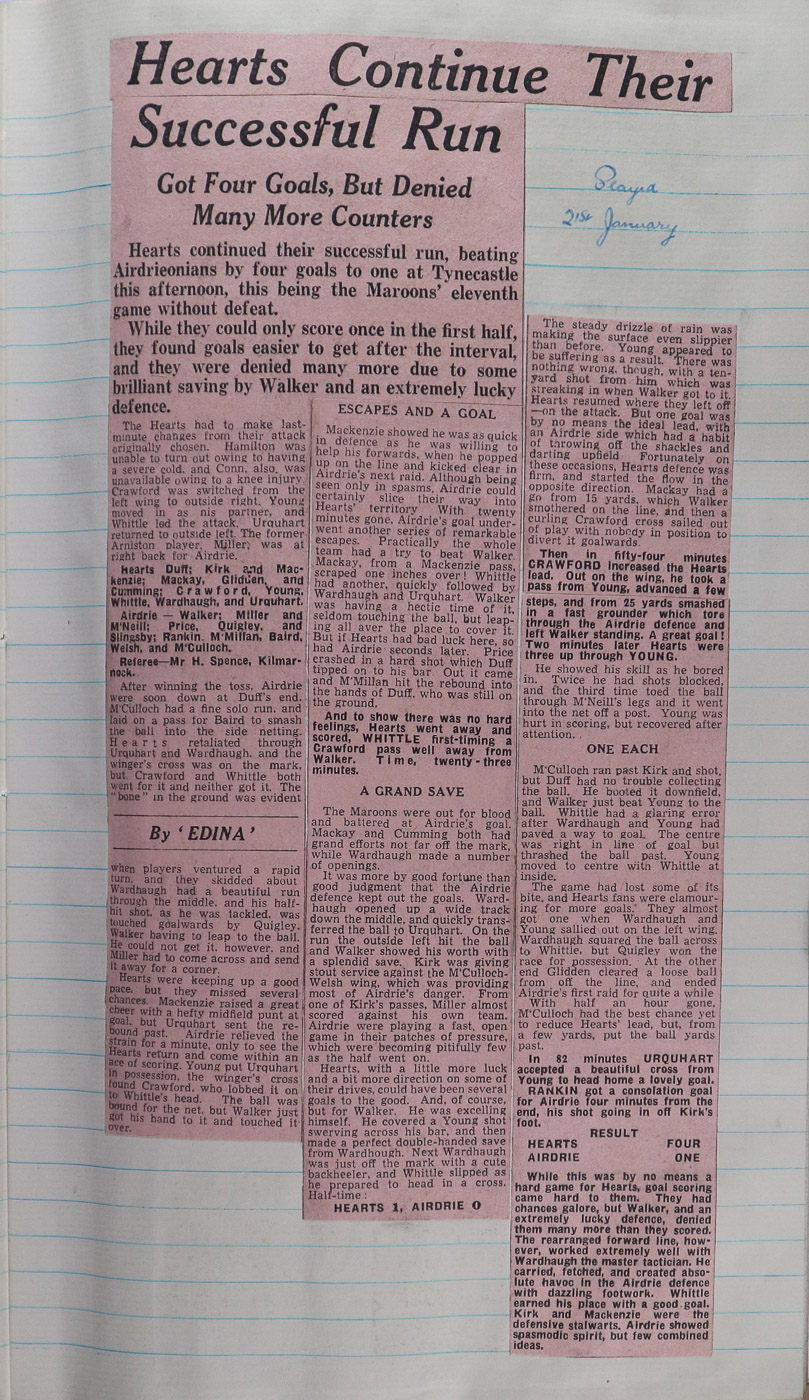 Hearts Continue Their
Successful Run
Got Four Goals, But Denied
Many More Counters
Played
21st January
Hearts continued their successful run, beating
Airdrieonians by four goals to one at Tynecastle
this afternoon, this being the Maroons' eleventh
game without defeat.
While they could only score once in the first half,
they found goals easier to get after the interval,
and they were denied many more due to some
brilliant saving by Walker and an extremely lucky
defence.
The Hearts had to make last-
minute changes from their attack
originally chosen. Hamilton was
unable to turn out owing to having
a severe cold, and Conn, also, was
unavailable owing to a knee injury.
Crawford was switched from the
left wing to outside right. Young
moved in as nis partner, and
Whittle led the attack. Urquhart
returned to outside left. The former
Arniston player, Miller, was at
right back for Airdrie.
Hearts Duff; Kirk and Mac-
kenzie; Mackay, Glidden, and
Cumming; Crawford, Young,
Whittle, Wardhaugh, and Urquhart.
Airdrie — Walker; Miller and
M'Neil; Price, Quigley, and
Slingsby; Rankin, M'Millan, Baird,
Welsh, and M'Culloch.
Referee—Mr H. Spence, Kilmar-
nock.
After winning the toss, Airdrie
were soon down at Duff's end.
M'Culloch had a fine solo run, and
laid on a pass for Baird to smash
the ball into the side netting.
Hearts retaliated through
Urquhart and Wardhaugh, and the
winger's cross was on the mark,
but Crawford and Whittle both
went for it and neither got it. The
"bone" in the ground was evident
By 'EDINA'
when players ventured a rapid
turn, and they skidded about
Wardhaugh had a beautiful run
through the middle, and his half-
hit shot, as he was tackled, was
touched goalwards by Quigley,
Walker having to leap to the ball.
He could not get it, however, and
Miller had to come across and send
it away for a corner.
Hearts were keeping up a good
pace, but they missed several
chances. Mackenzie raised a great
cheer with a hefty midfield punt at
goal, but Urquhart sent the re-
bound past. Airdrie relieved the
strain for a minute, only to see the
Hearts return and come within an
ace of scoring. Young put Urquhart
in possession, the winger's cross
found Crawford, who lobbed it on
to Whittle's head. The ball was
bound for the net, but Walker just
got his hand to it and touched it
over.
ESCAPES AND A GOAL
Mackenzie showed he was as quick
in defence as he was willing to
help his forwards, when he popped
up on the line and kicked clear in
Airdrie's next raid. Although being
seen only in spasms, Airdrie could
certainly slice their way into
Hearts' territory With twenty
minutes gone, Airdrie's goal under-
went another series of remarkable
escapes. Practically the whole
team had a try to beat Walker.
Mackay, from a Mackenzie pass,
scraped one inches over! Whittle
had another, quickly followed by
Wardhaugh and Urquhart. Walker
was having a hectic time of it,
seldom touching the ball, but leap-
ing all aver the place to cover it.
But if Hearts had bad luck here, so
had Airdrie seconds later. Price
crashed in a hard shot which Duff
tipped on to his bar. Out it came
and M'Millan hit the rebound into
the hands of Duff, who was still on
the ground.
And to show there was no hard
feelings, Hearts went away and
scored, WHITTLE first-timing a
Crawford pass well away from
Walker. Time, twenty-three
minutes.
A GRAND SAVE
The Maroons were out for blood
and battered at Airdrie's goal.
Mackay and Cumming both had
grand efforts not far off the mark,
while Wardhaugh made a number
of openings.
It was more by good fortune than
good judgment that the Airdrie
defence kept out the goals. Ward-
haugh opened up a wide track
down the middle, and quickly trans-
ferred the ball to Urquhart. On the
run the outside left hit the ball
and Walker showed his worth with
a splendid save. Kirk was giving
stout service against the M'Culloch-
Welsh wing, which was providing
most of Airdrie's danger. From
one of Kirk's passes, Miller almost
scored against his own team.
Airdrie were playing a fast, open
game in their patches of pressure,
which were becoming pitifully few
as the half went on.
Hearts, with a little more luck
and a bit more direction on some of
their drives, could have been several
goals to the good. And, of course,
but for Walker. He was excelling
himself. He covered a Young shot
swerving across his bar, and then
made a perfect double-handed save
from Wardhough. Next Wardhaugh
was just off the mark with a cute
backheeler, and Whittle slipped as
he prepared to head in a cross.
Half-time:
HEARTS 1, AIRDRIE 0
The steady drizzle of rain was
making the surface even slippier
than before. Young appeared to
be suffering as a result. There was
nothing wrong, though, with a ten-
yard shot from him which was
streaking in when Walker got to it.
Hearts resumed where they left off
—on the attack. But one goal was
by no means the ideal lead, with
an Airdrie side which had a habit
of throwing off the shackles and
darting upfield Fortunately on
these occasions, Hearts defence was
firm, and started the flow in the
opposite direction. Mackay had a
go from 15 yards, which Walker
smothered on the line, and then a
curling Crawford cross sailed out
of play with nobody in position to
divert it goalwards.
Then in fifty-four minutes
CRAWFORD increased the Hearts
lead. Out on the wing, he took a
pass from Young, advanced a few
steps, and from 25 yards smashed
in a fast grounder which tore
through the Airdrie defence and
left Walker standing. A great goal!
Two minutes later Hearts were
three up through YOUNG.
He showed his skill as he bored
in. Twice he had shots blocked,
and the third time toed the ball
through M'Neill's legs and it went
into the net off a post. Young was
hurt in scoring, but recovered after
attention.
ONE EACH
M'Culloch ran past Kirk and shot,
but Duff had no trouble collecting
the ball. He booted it downfield,
and Walker just beat Young to the
ball. Whittle had a glaring error
after Wardhaugh and Young had
paved a way to goal. The centre
was right in line of goal but
thrashed the ball past. Young
moved to centre with Whittle at
inside.
The game had lost some of its
bite, and Hearts fans were clamour-
ing for more goals. They almost
got one when Wardhaugh and
Young sallied out on the left wing.
Wardhaugh squared the ball across
to Whittle, but Quigley won the
race for possession. At the other
end Glidden cleared a loose ball
from off the line, and ended
Airdrie's first raid for quite a while
With half an hour gone,
M'Culloch had the best chance yet
to reduce Hearts' lead, but, from
a few yards, put the ball yards
past.
In 82 minutes URQUHART
accepted a beautiful cross from
Young to head home a lovely goal.
RANKIN got a consolation goal
for Airdrie four minutes from the
end, his shot going in off Kirk's
foot.
RESULT
HEARTS FOUR
AIRDRIE ONE
While this was by no means a
hard game for Hearts, goal scoring
came hard to them. They had
chances galore, but Walker, and an
extremely lucky defence, denied
them many more than they scored.
The rearranged forward line, how-
ever, worked extremely well with
Wardhaugh the master tactician. He
carried, fetched, and created abso-
lute havoc in the Airdrie defence
with dazzling footwork. Whittle
earned his place with a good goal.
Kirk and Mackenzie were the
defensive stalwarts. Airdrie showed
spasmodic spirit, but few combined
ideas.